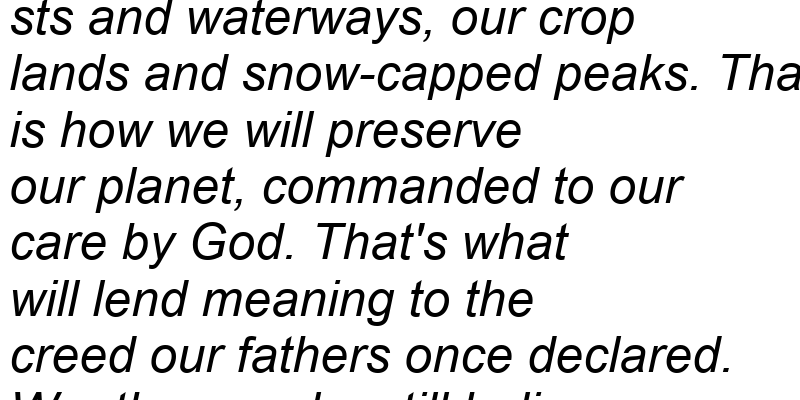 sts and waterways, our crop
lands and snow-capped peaks. Tha
is how we will preserve
our planet, commanded to our
care by God. That's what
will lend meaning to the
creed our fathers once declared.